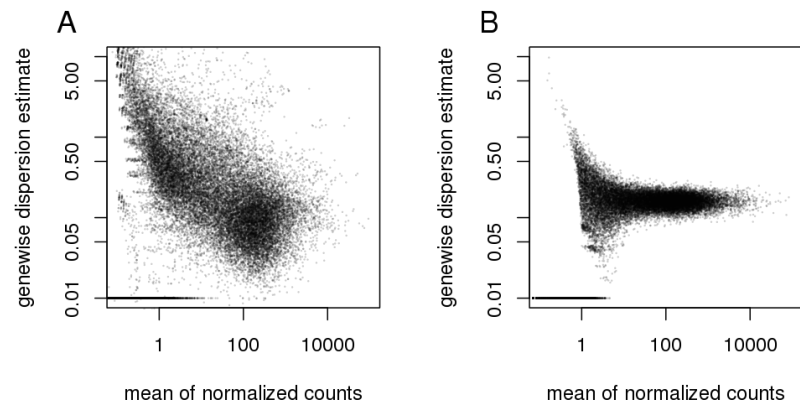 A
genewise dispersion estimate
5.00
0.50
0.05
0.01
1
100
10000
mean of normalized counts
B
genewise dispersion estimate
5.00
0.50
0.05
0.01
1
100
10000
mean of normalized counts